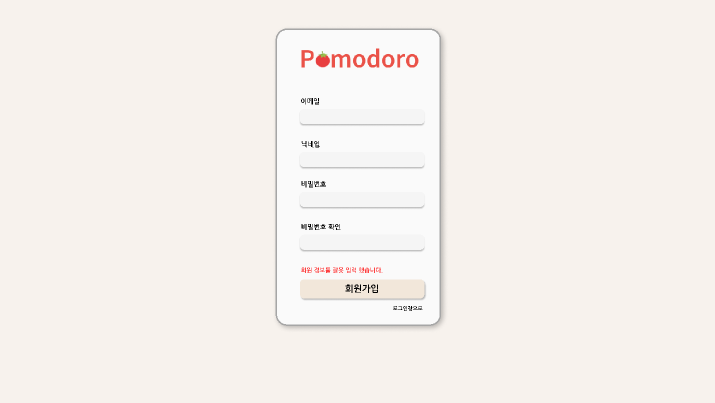 Pomodoro
이메일
닉네임
비밀번호
비밀번호 확인
회원 정보를 잘못 입력 했습니다.
회원가입
로그인창으로